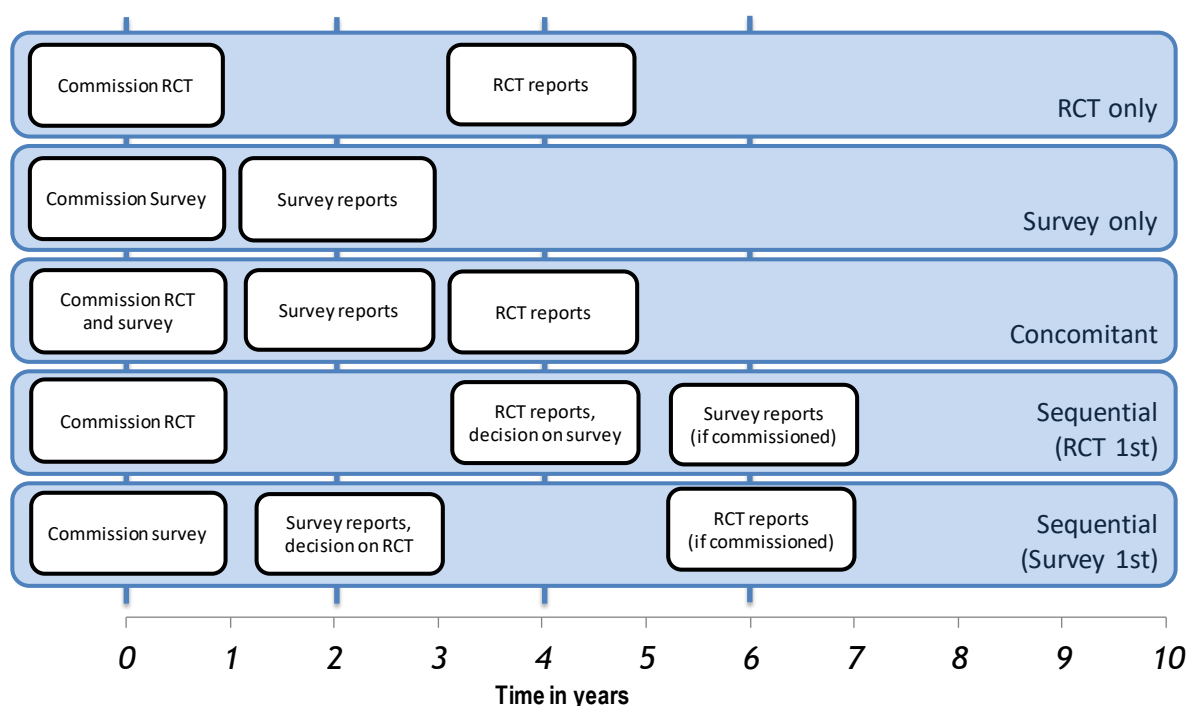 Commission RCT
RCT reports
RCT only
Commission Survey
Survey reports
Survey only
Commission RCT
and survey
Survey reports
RCT reports
Concomitant
Commission RCT
RCT reports,
decision on survey
Survey reports
(if commissioned)
Sequential
(RCT 1st)
Commission survey
Survey reports,
decision on RCT
RCT reports
(if commissioned)
Sequential
(Survey 1st)
0 1 2 3 4 5 6 7 8 9 10
Time in years